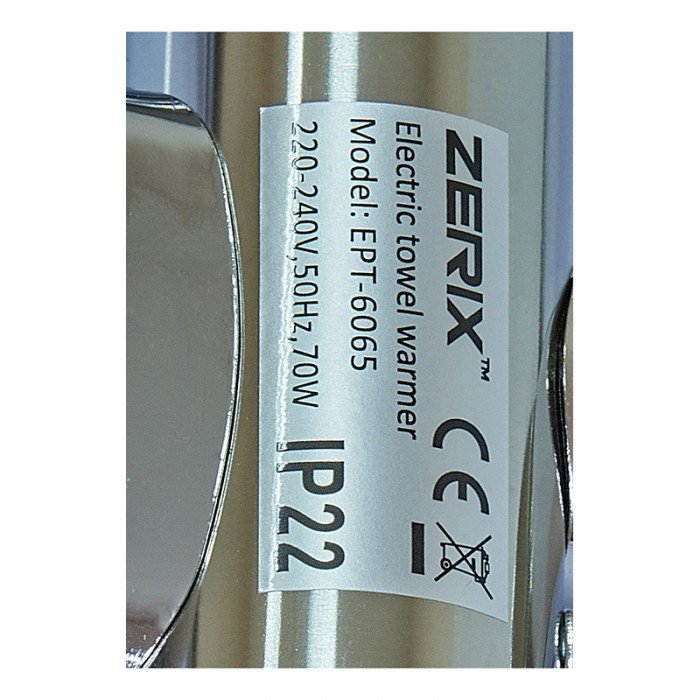 ZERIX™ CE
Electric towel warmer
Model: EPT-6065
220-240V,50Hz,70W
IP22